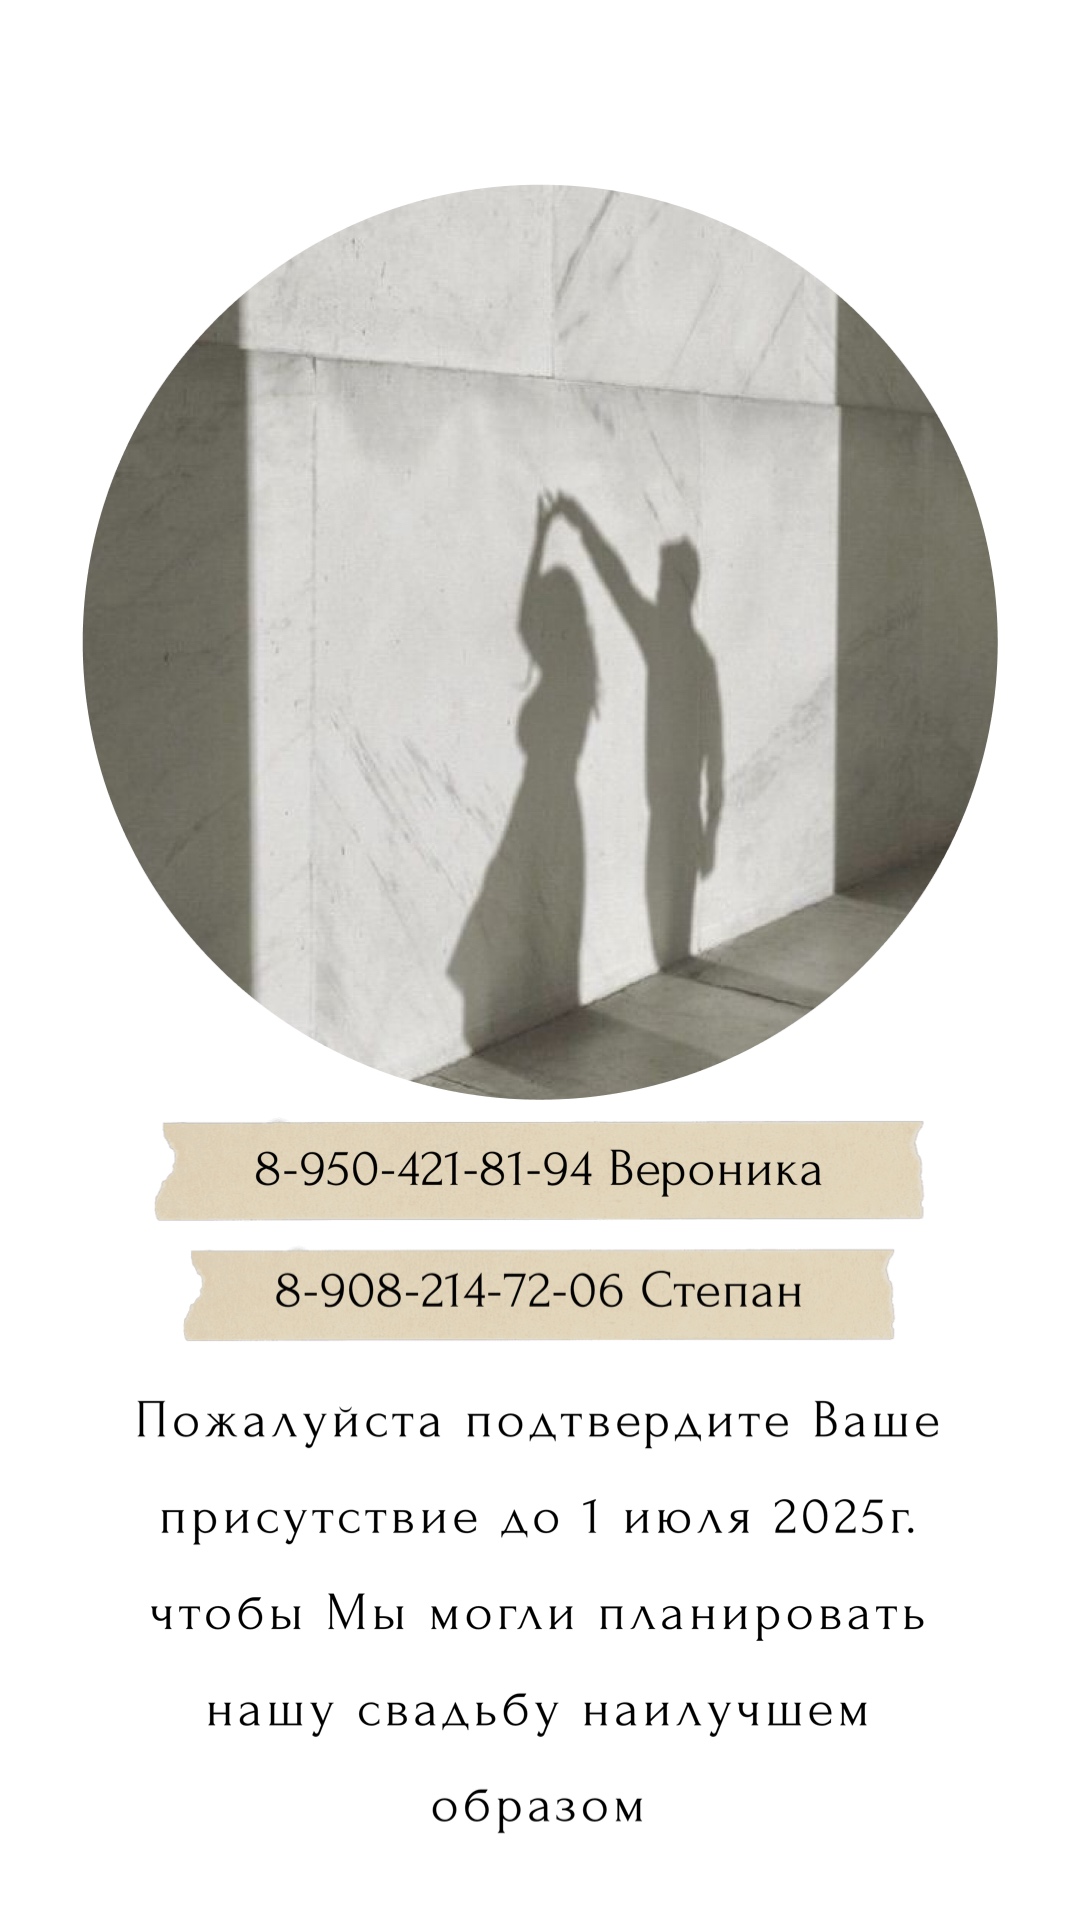 8-950-421-81-94 Вероника
8-908-214-72-06 Степан
Пожалуйста подтвердите Ваше
присутствие до 1 июля 2025г.
чтобы Мы могли планировать
нашу свадьбу наилучшем
образом